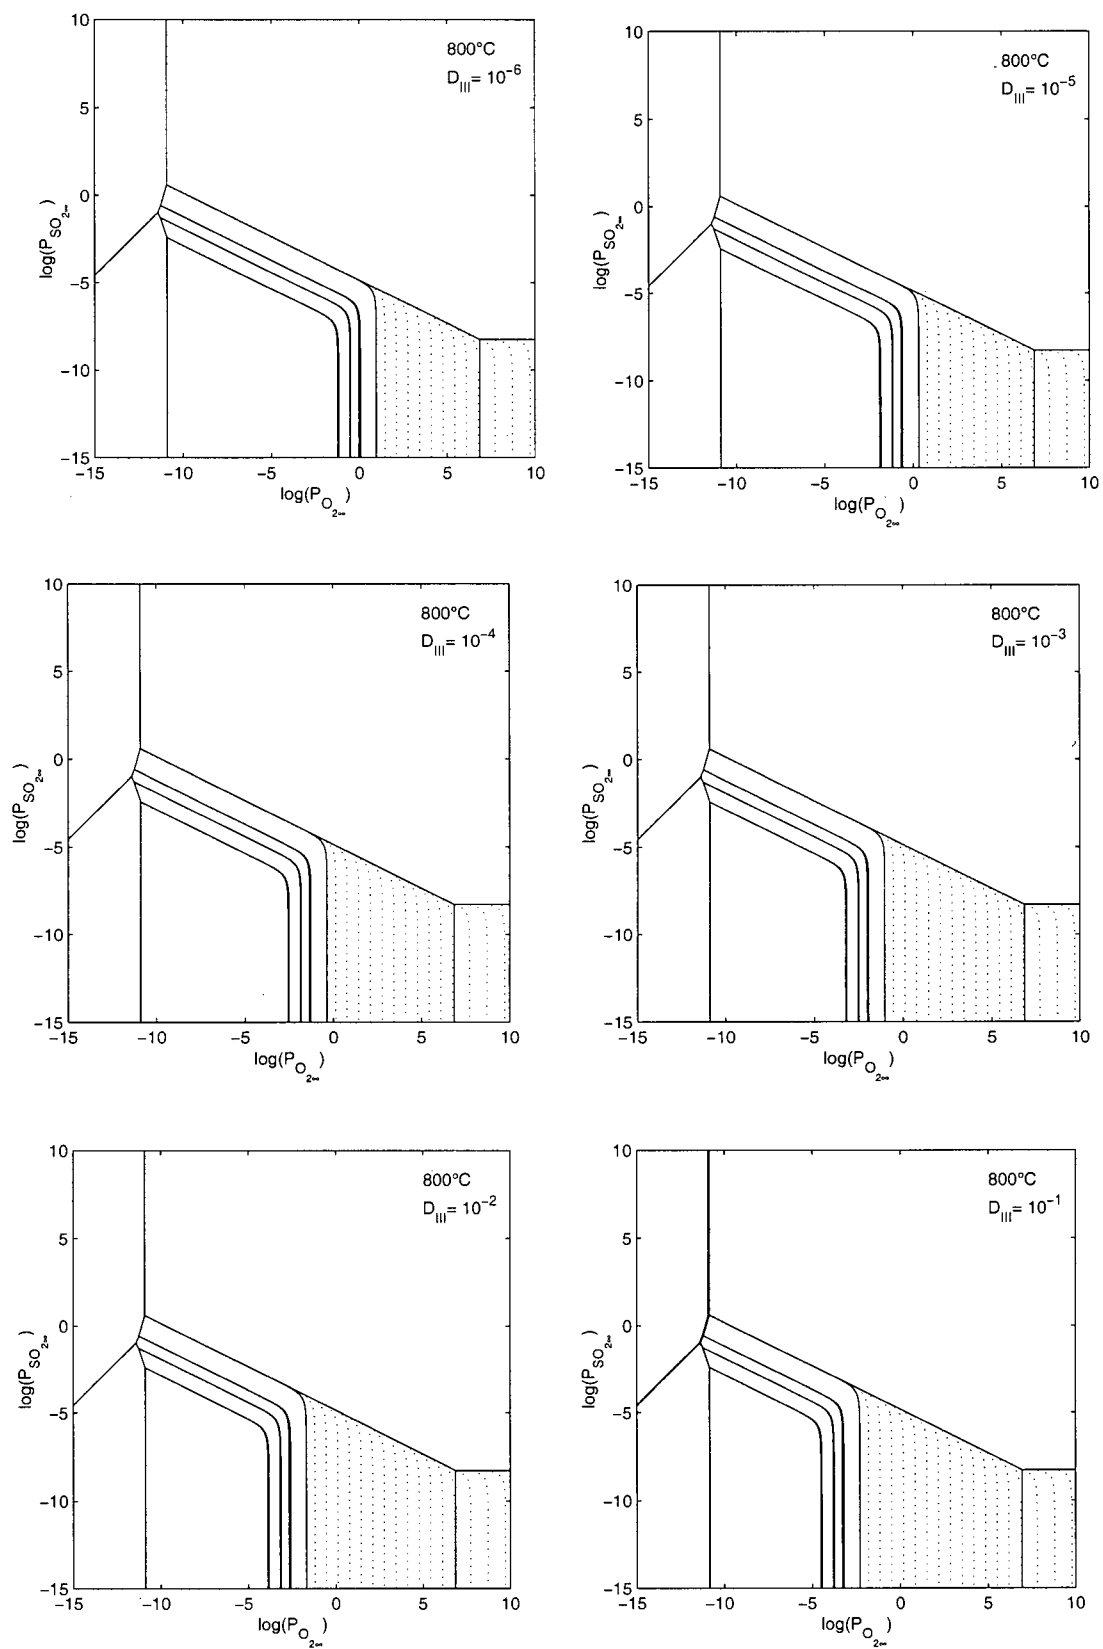 800°C
D_III = 10^-6
10
5
0
-5
-10
-15
log(P_SO2∞)
-15 -10 -5 0 5 10
log(P_O2∞)
800°C
D_III = 10^-5
10
5
0
-5
-10
-15
log(P_SO2∞)
-15 -10 -5 0 5 10
log(P_O2∞)
800°C
D_III = 10^-4
10
5
0
-5
-10
-15
log(P_SO2∞)
-15 -10 -5 0 5 10
log(P_O2∞)
800°C
D_III = 10^-3
10
5
0
-5
-10
-15
log(P_SO2∞)
-15 -10 -5 0 5 10
log(P_O2∞)
800°C
D_III = 10^-2
10
5
0
-5
-10
-15
log(P_SO2∞)
-15 -10 -5 0 5 10
log(P_O2∞)
800°C
D_III = 10^-1
10
5
0
-5
-10
-15
log(P_SO2∞)
-15 -10 -5 0 5 10
log(P_O2∞)